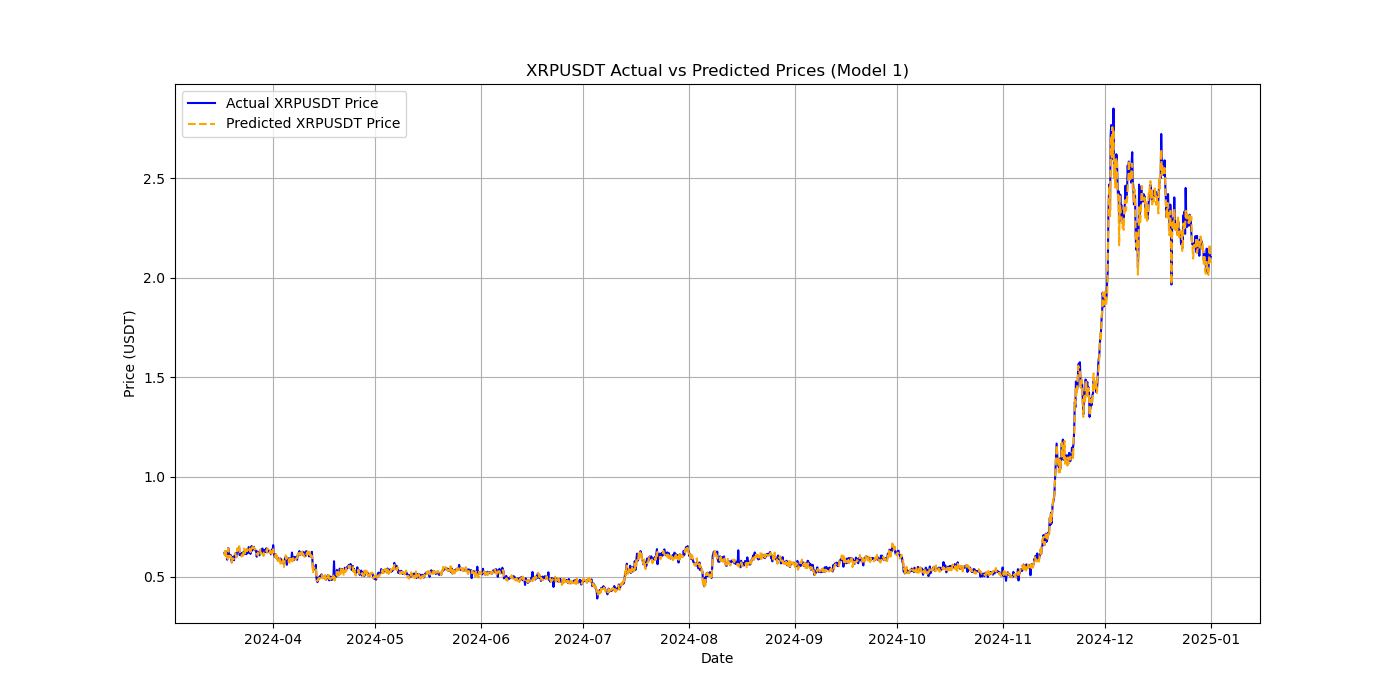 XRPUSDT Actual vs Predicted Prices (Model 1)
Actual XRPUSDT Price
Predicted XRPUSDT Price
Price (USDT)
2.5
2.0
1.5
1.0
0.5
2024-04 2024-05 2024-06 2024-07 2024-08 2024-09 2024-10 2024-11 2024-12 2025-01
Date